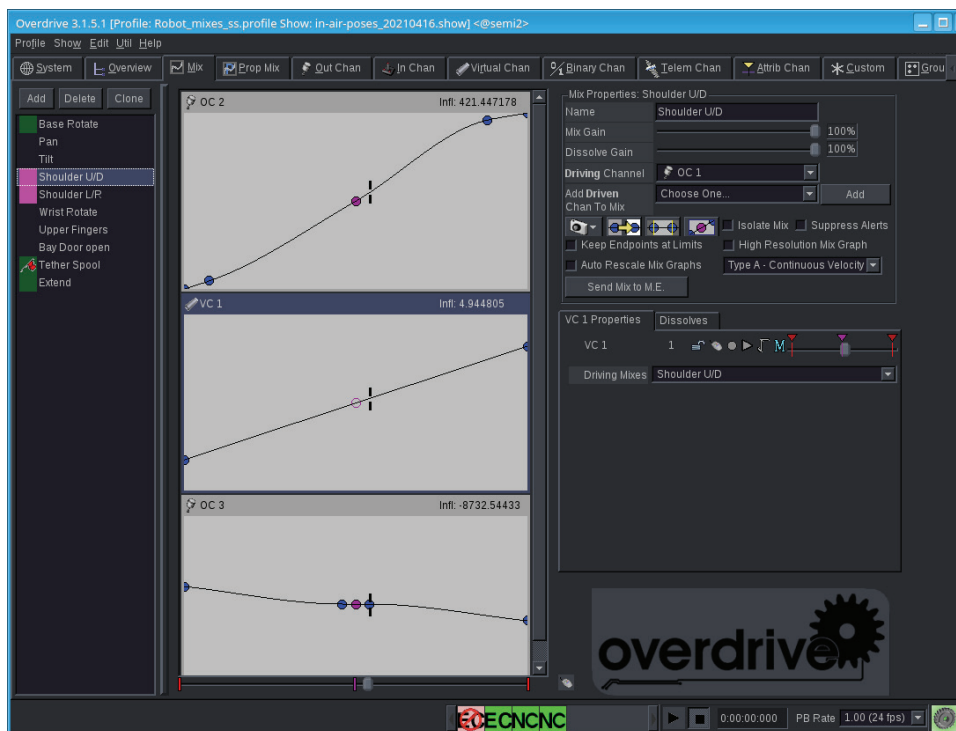 Overdrive 3.1.5.1 [Profile: Robot_mixes_ss.profile Show: in-air-poses_20210416.show] <@semi2>
Profile Show Edit Util Help
System Overview Mix Prop Mix Out Chan In Chan Virtual Chan Binary Chan Telem Chan Attrib Chan Custom Grou
Add Delete Clone
Base Rotate
Pan
Tilt
Shoulder U/D
Shoulder L/R
Wrist Rotate
Upper Fingers
Bay Door open
Tether Spool
Extend
OC 2 Infl: 421.447178
VC 1 Infl: 4.944805
OC 3 Infl: -8732.54433
Mix Properties: Shoulder U/D
Name Shoulder U/D
Mix Gain 100%
Dissolve Gain 100%
Driving Channel OC 1
Add Driven Chan To Mix Choose One... Add
Isolate Mix Suppress Alerts
Keep Endpoints at Limits High Resolution Mix Graph
Auto Rescale Mix Graphs Type A - Continuous Velocity
Send Mix to M.E.
VC 1 Properties Dissolves
VC 1 1 M
Driving Mixes Shoulder U/D
overdrive
ECNCNC 0:00:00:000 PB Rate 1.00 (24 fps)